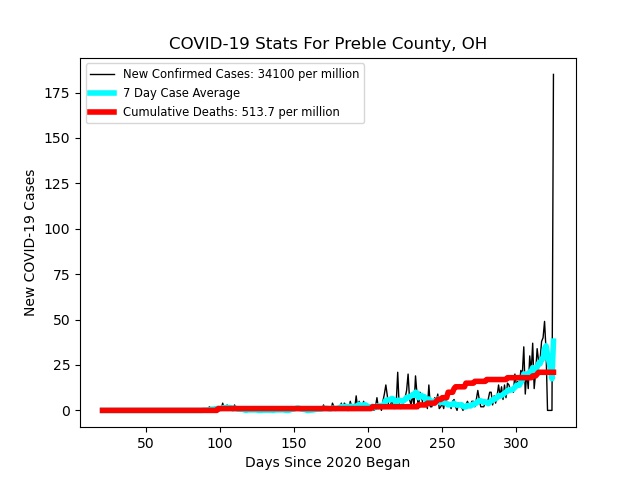 COVID-19 Stats For Preble County, OH
New Confirmed Cases: 34100 per million
7 Day Case Average
Cumulative Deaths: 513.7 per million
New COVID-19 Cases
175
150
125
100
75
50
25
0
50 100 150 200 250 300
Days Since 2020 Began